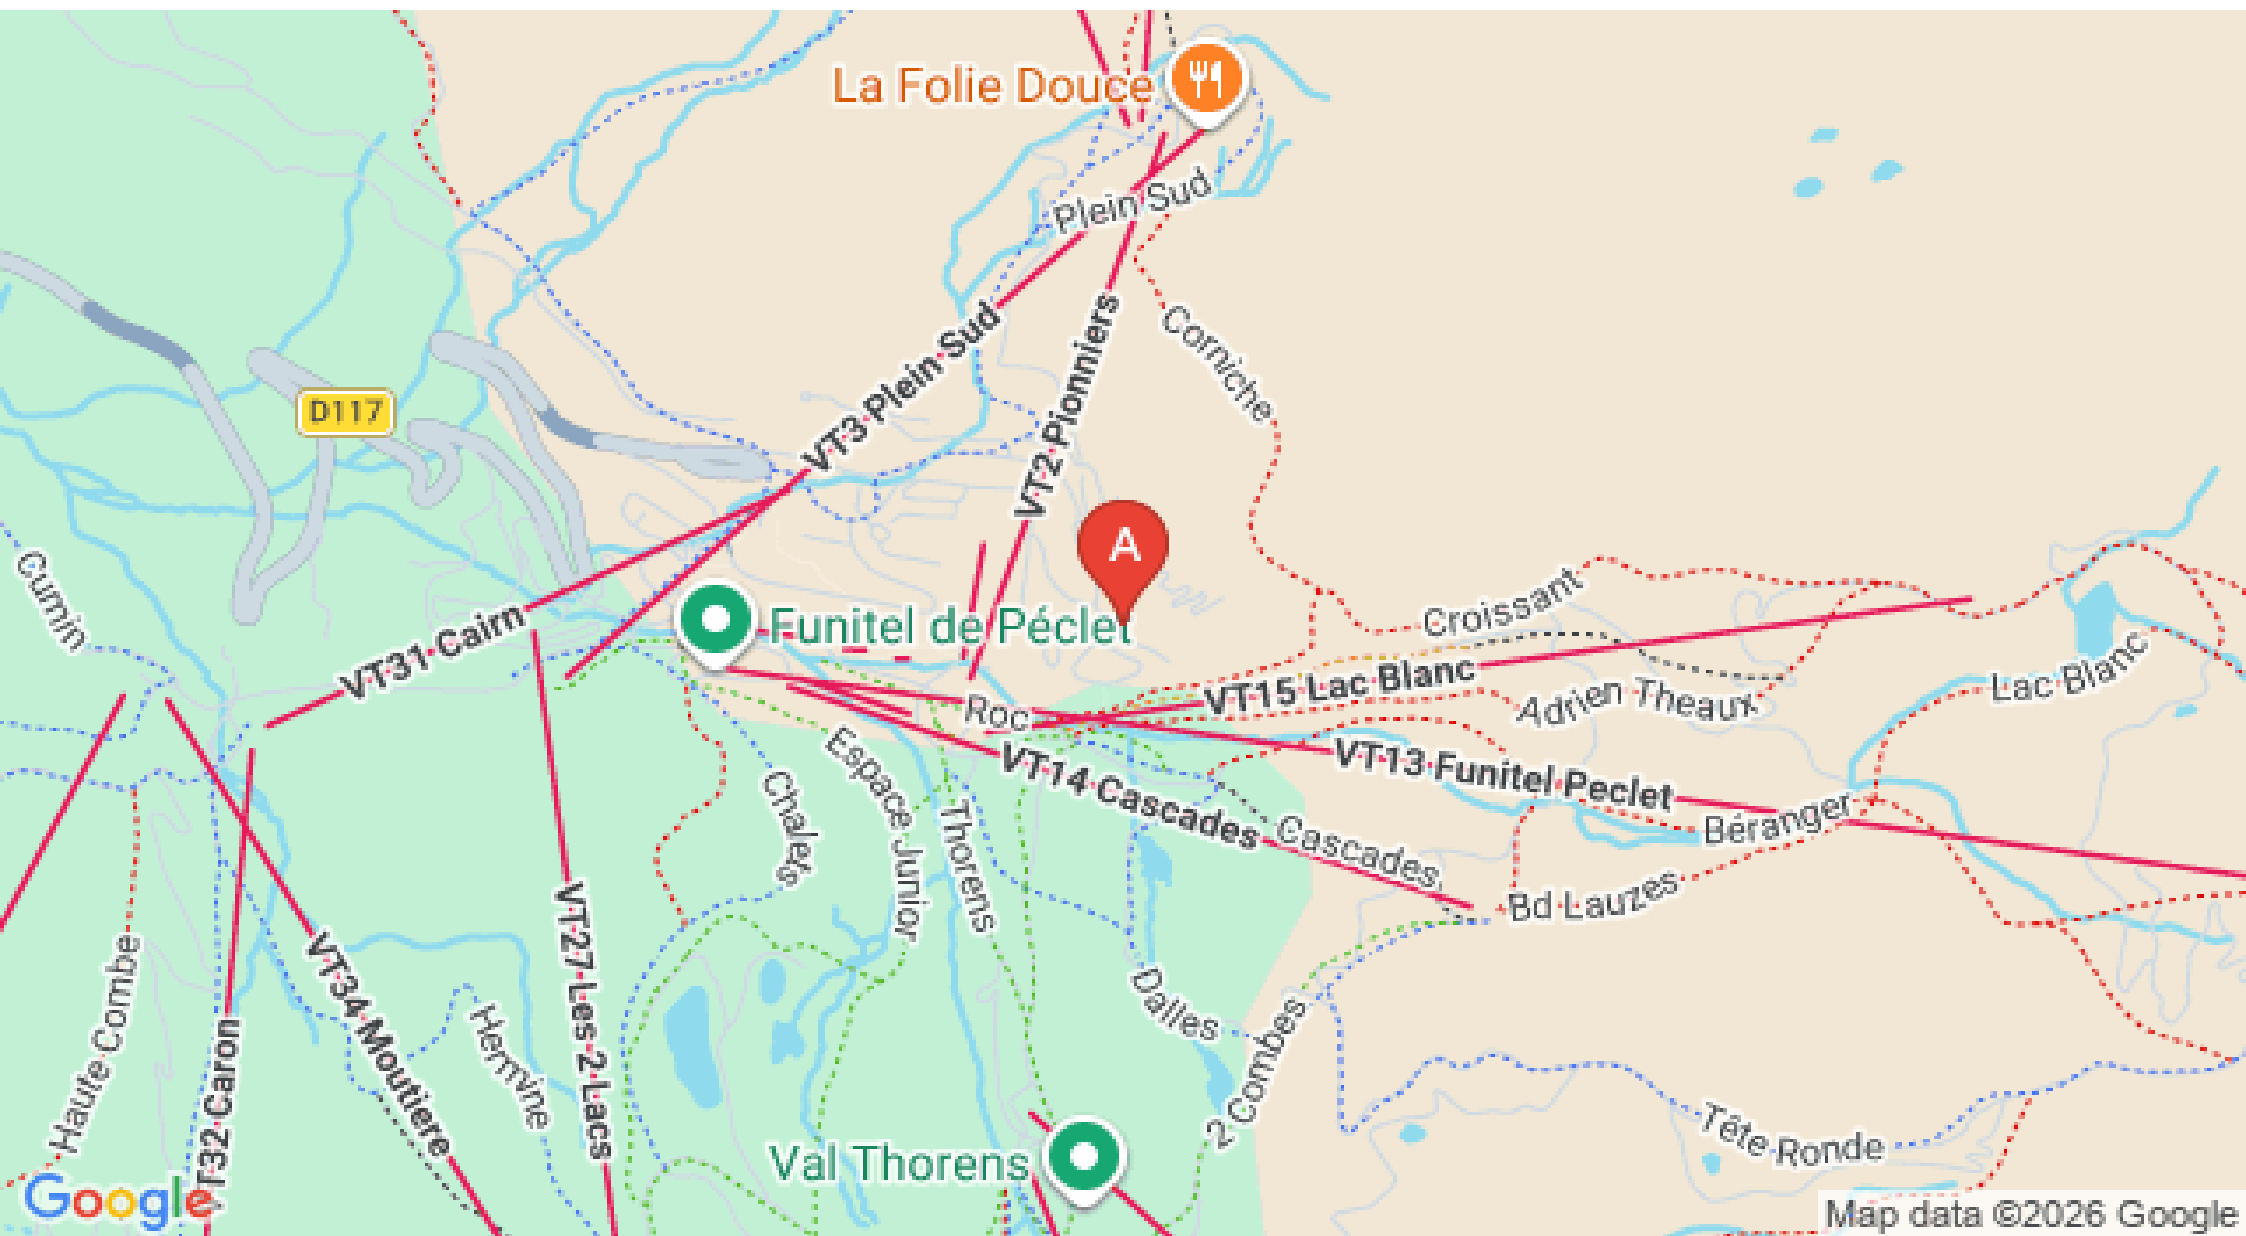 La Folie Douce
Plein Sud
Corniche
VT3 Plein Sud
VT2 Pionniers
D117
A
Cumin
Funitel de Péclet
VT31 Cairn
Croissant
VT15 Lac Blanc
Lac Blanc
Adrien Theaux
Roc
VT13 Funitel Peclet
VT14 Cascades
Cascades
Béranger
Espace Junior
Chalets
Thorens
Bd Lauzes
VT27 Les 2 Lacs
VT34 Moutiere
Haute Combe
Hermine
T32 Caron
Dalles
2 Combes
Tête Ronde
Val Thorens
Google
Map data ©2026 Google